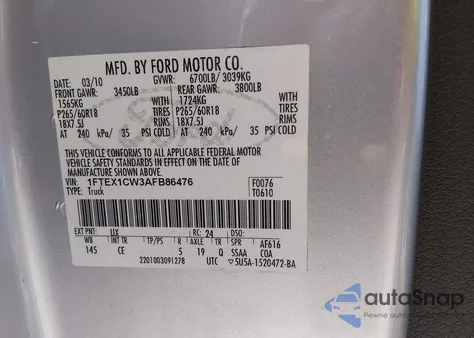 MFD. BY FORD MOTOR CO.
DATE: 03/10 GVWR: 6700LB/ 3039KG
FRONT GAWR: 3450LB REAR GAWR: 3800LB
1565KG WITH 1724KG WITH
P265/60R18 TIRES P265/60R18 TIRES
18X7.5J RIMS 18X7.5J RIMS
AT 240 kPa/ 35 PSI COLD AT 240 kPa/ 35 PSI COLD
THIS VEHICLE CONFORMS TO ALL APPLICABLE FEDERAL MOTOR
VEHICLE SAFETY STANDARDS IN EFFECT ON THE DATE OF
MANUFACTURE SHOWN ABOVE.
VIN: 1FTEX1CW3AFB86476 F0076
TYPE: Truck T0610
EXT PNT: UX RC: 24 DSO:
WB INT TR TP/PS R AXLE TR SPR AF616
145 CE 5 19 Q SSAA COA
2201003091278 UTC ▽5U5A-1520472-BA
autoSnap
Pewne auto